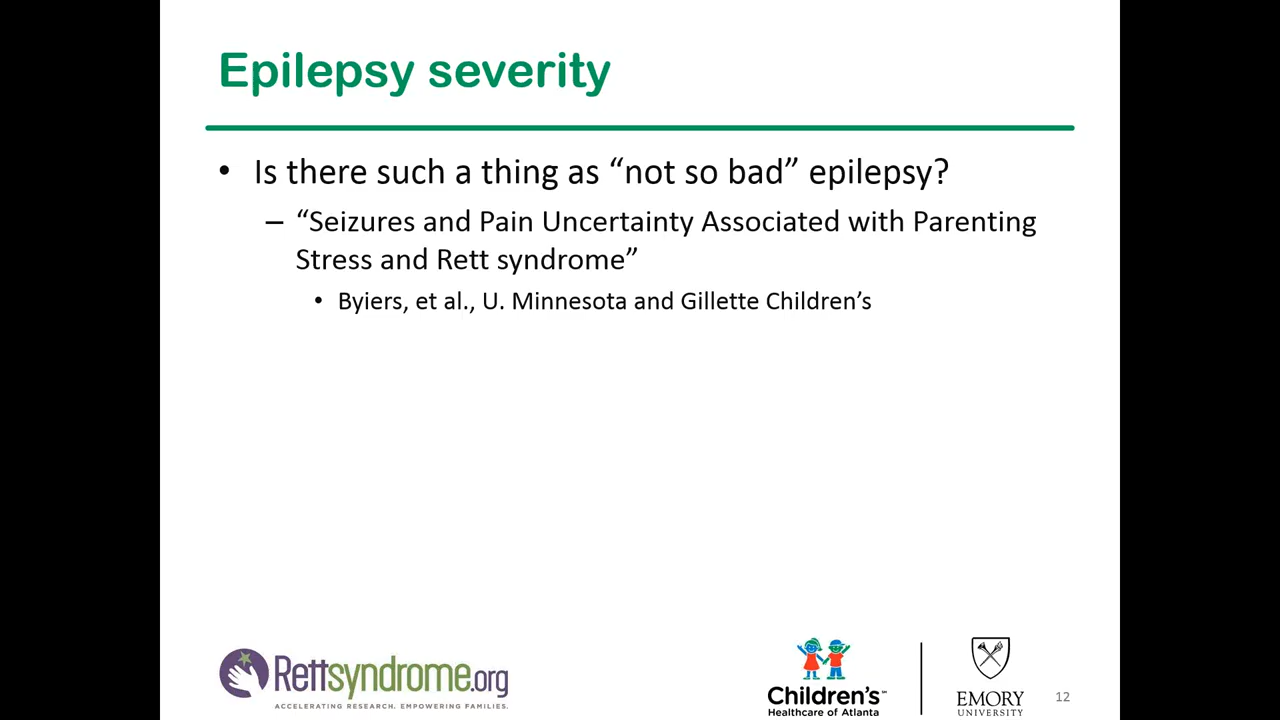 Epilepsy severity
• Is there such a thing as “not so bad” epilepsy?
– “Seizures and Pain Uncertainty Associated with Parenting
Stress and Rett syndrome”
• Byiers, et al., U. Minnesota and Gillette Children’s
Rettsyndrome.org
ACCELERATING RESEARCH. EMPOWERING FAMILIES.
Children’s™
Healthcare of Atlanta
EMORY
UNIVERSITY
12